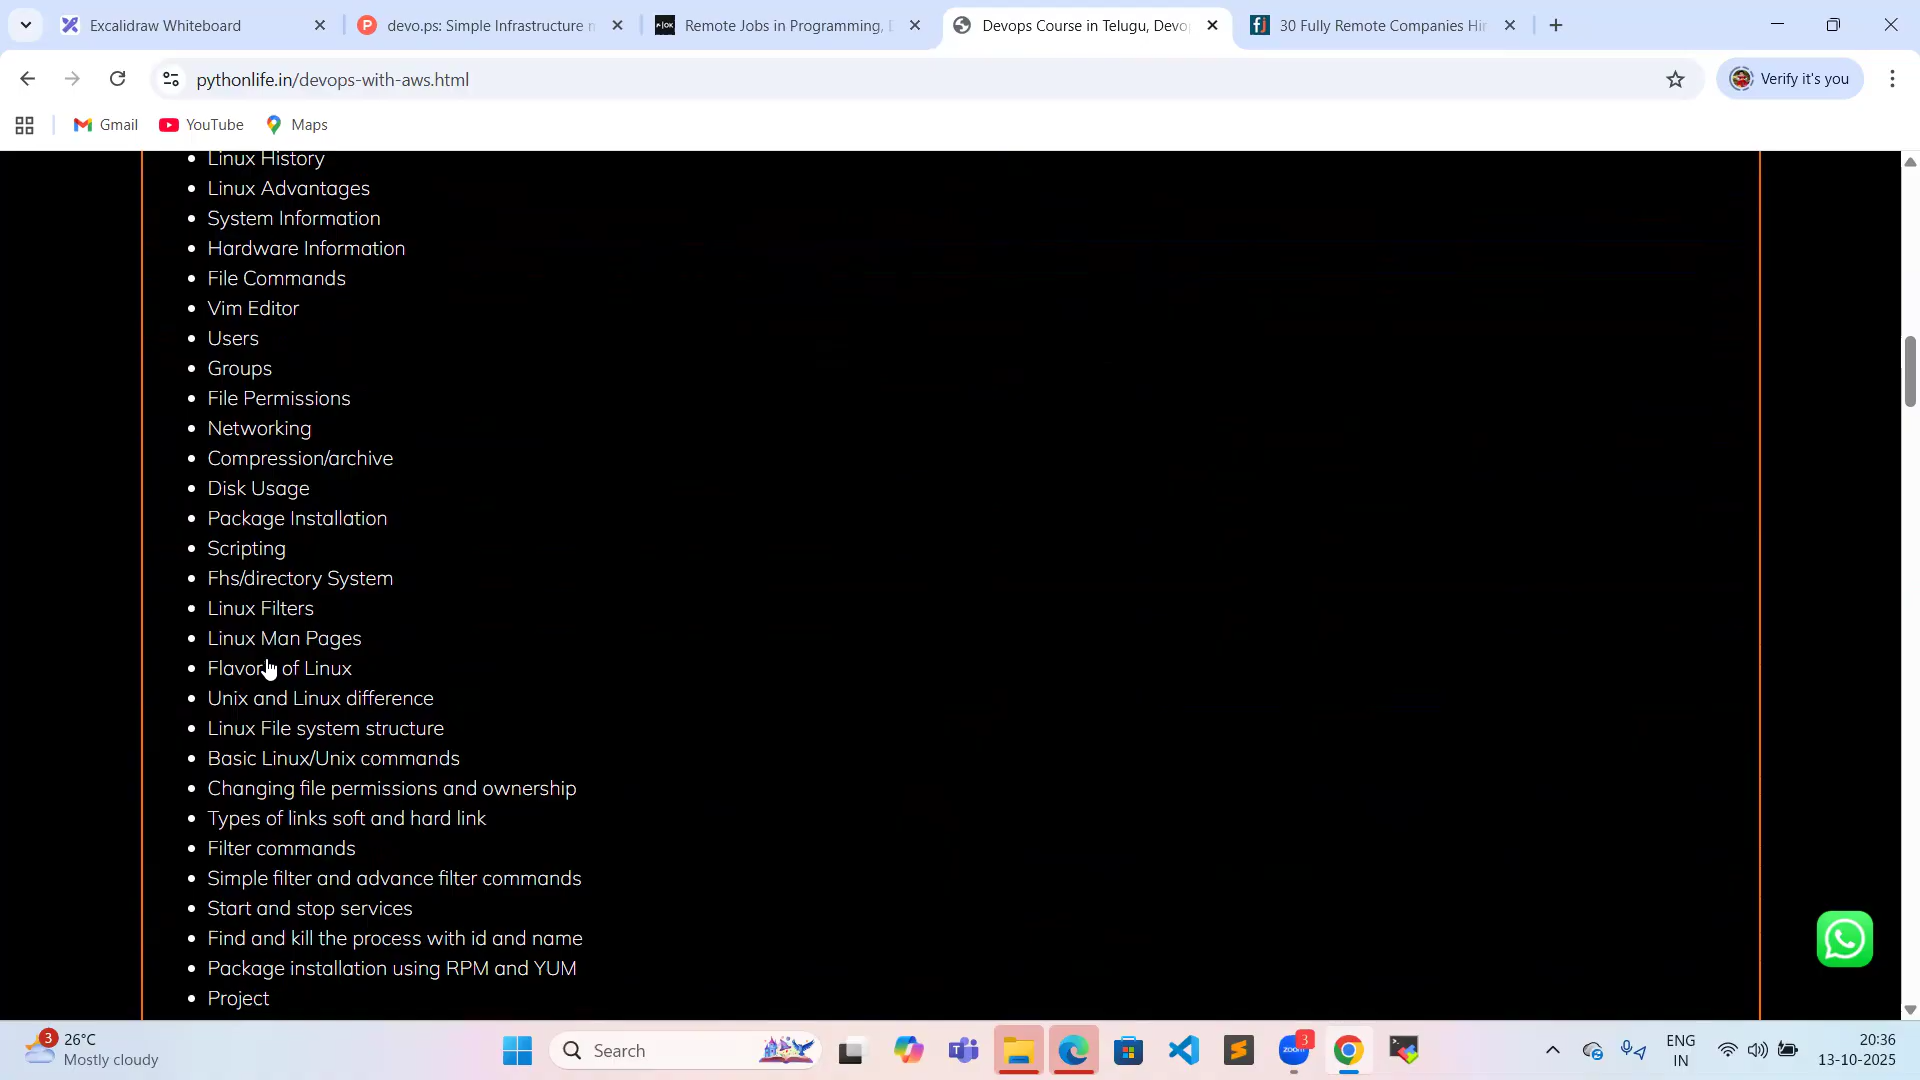 Excalidraw Whiteboard
devo.ps: Simple Infrastructure n
Remote Jobs in Programming,
Devops Course in Telugu, Devo
30 Fully Remote Companies Hir
pythonlife.in/devops-with-aws.html
Verify it's you
Gmail
YouTube
Maps
Linux History
Linux Advantages
System Information
Hardware Information
File Commands
Vim Editor
Users
Groups
File Permissions
Networking
Compression/archive
Disk Usage
Package Installation
Scripting
Fhs/directory System
Linux Filters
Linux Man Pages
Flavors of Linux
Unix and Linux difference
Linux File system structure
Basic Linux/Unix commands
Changing file permissions and ownership
Types of links soft and hard link
Filter commands
Simple filter and advance filter commands
Start and stop services
Find and kill the process with id and name
Package installation using RPM and YUM
Project
3
26°C
Mostly cloudy
Search
zoom
3
ENG
IN
20:36
13-10-2025